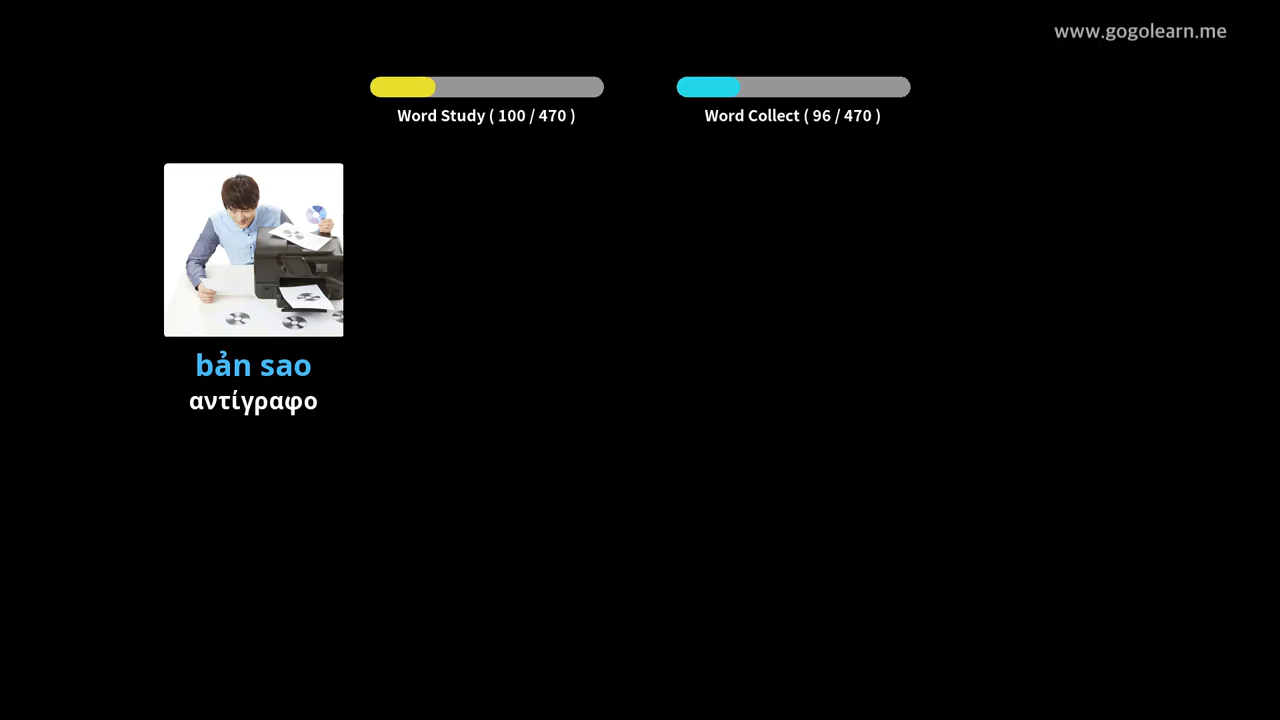 www.gogolearn.me
Word Study ( 100 / 470 )
Word Collect ( 96 / 470 )
bản sao
αντίγραφο